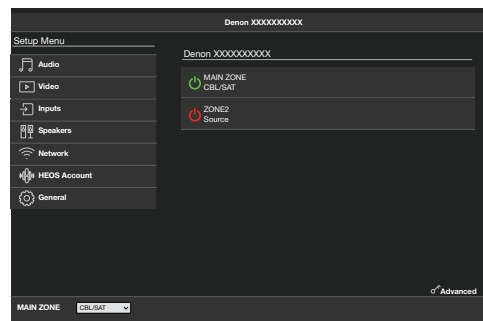 Denon XXXXXXXXXX
Setup Menu
Denon XXXXXXXXXX
Audio
Video
Inputs
Speakers
Network
HEOS Account
General
MAIN ZONE
CBL/SAT
ZONE2
Source
Advanced
MAIN ZONE CBL/SAT